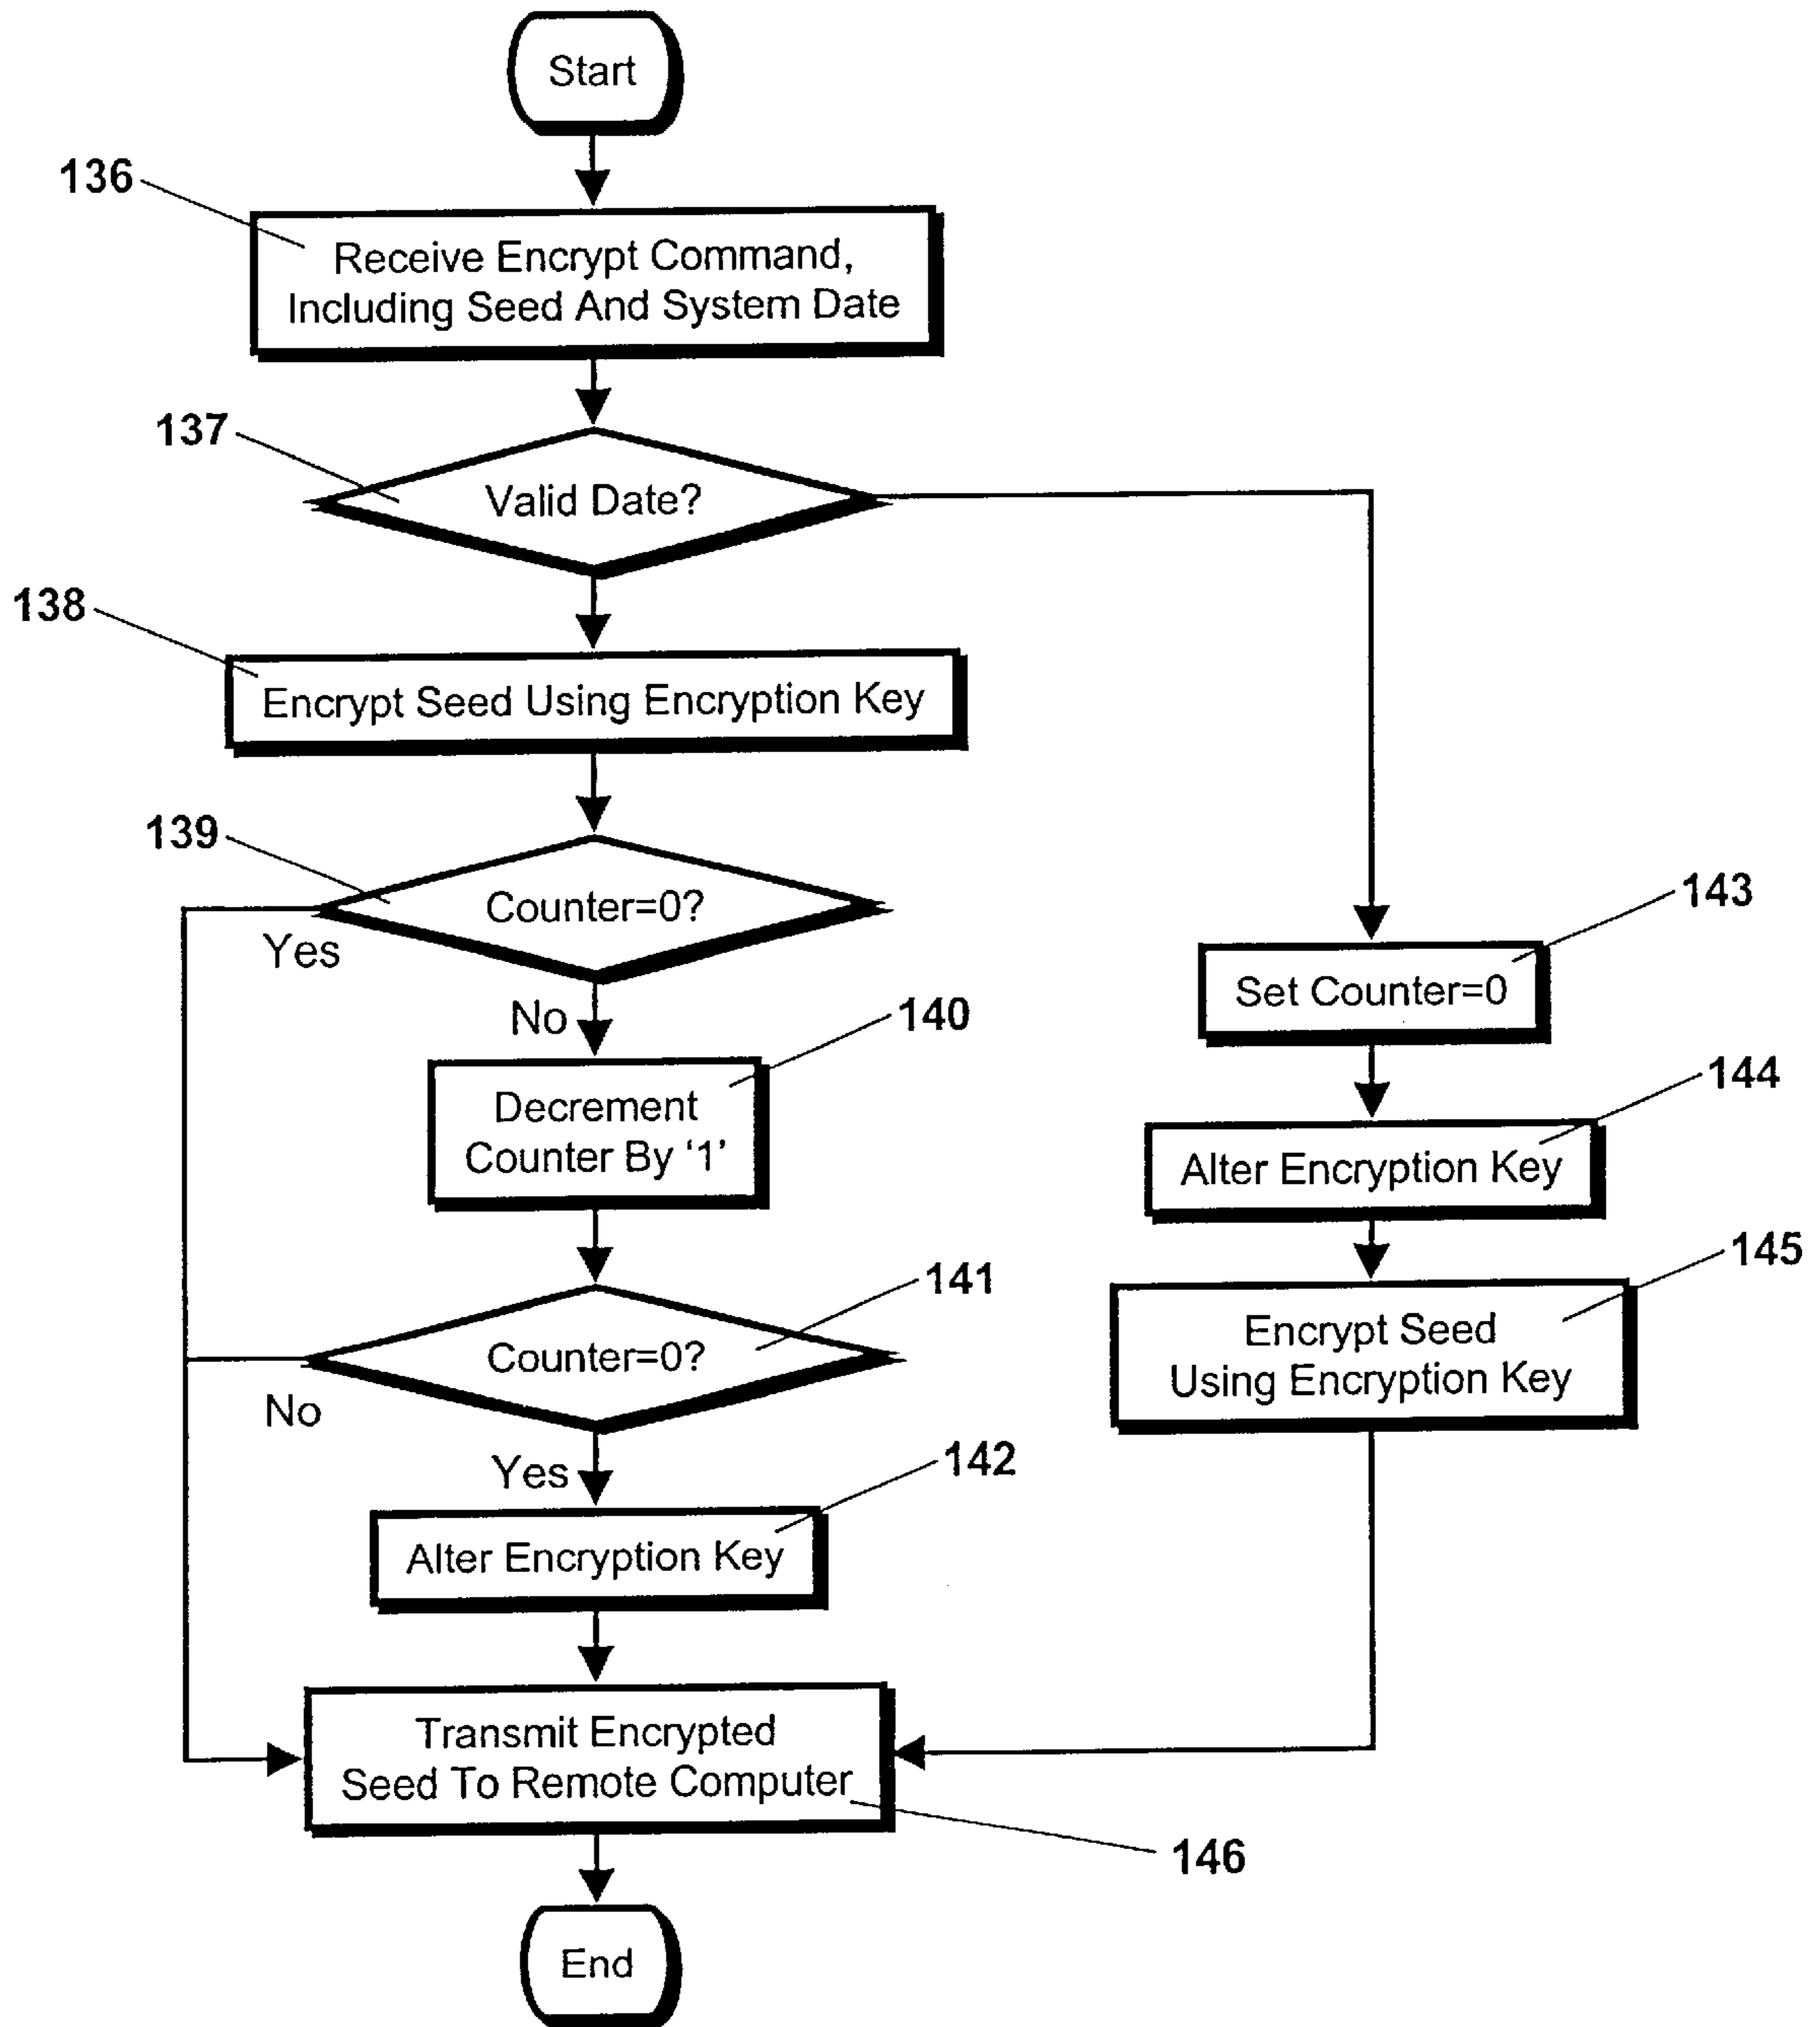 Start
136
Receive Encrypt Command,
Including Seed And System Date
137
Valid Date?
138
Encrypt Seed Using Encryption Key
139
Counter=0?
Yes
No
140
Decrement
Counter By ‘1’
141
Counter=0?
No
Yes
142
Alter Encryption Key
143
Set Counter=0
144
Alter Encryption Key
145
Encrypt Seed
Using Encryption Key
Transmit Encrypted
Seed To Remote Computer
146
End